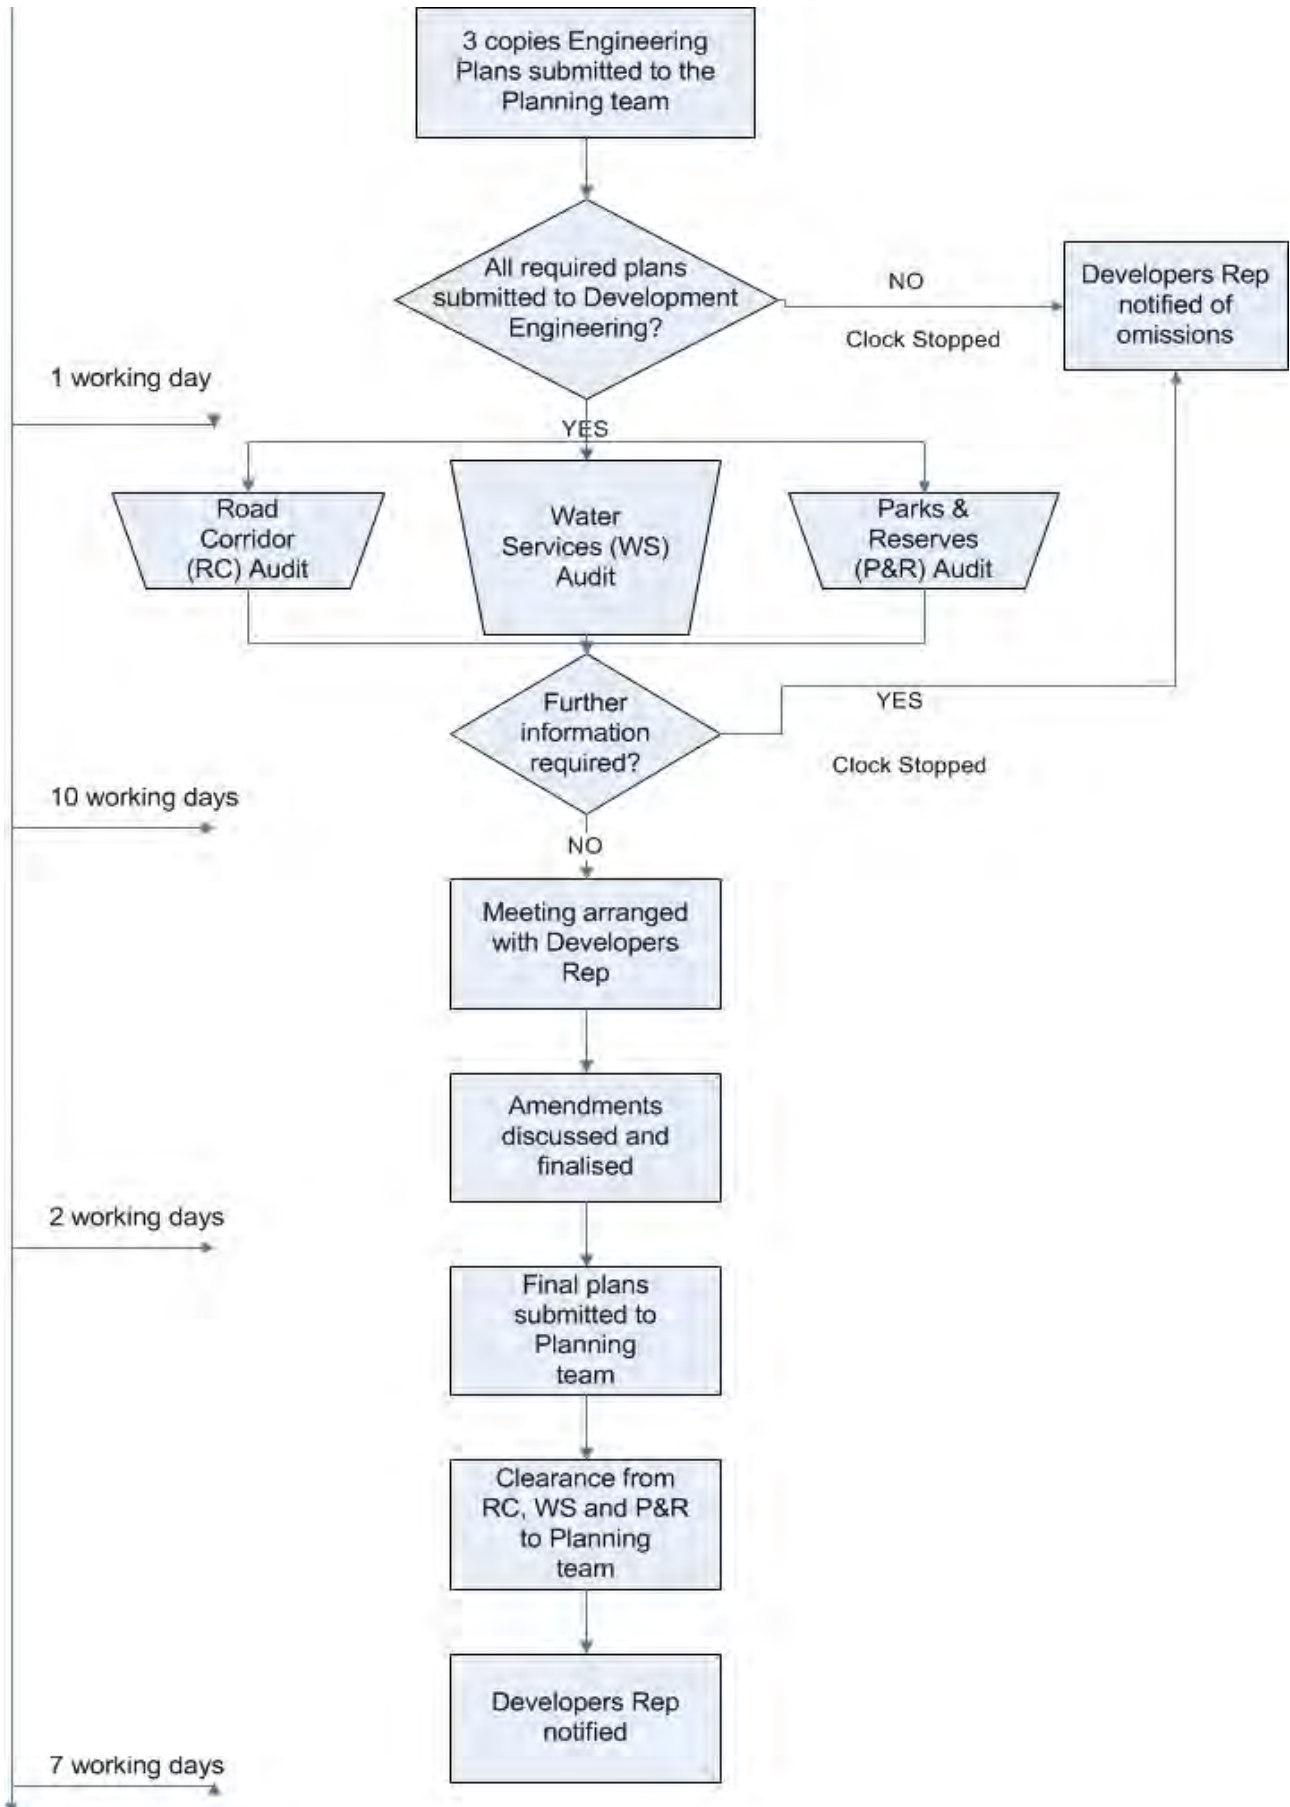 3 copies Engineering
Plans submitted to the
Planning team
All required plans
submitted to Development
Engineering?
NO
Clock Stopped
Developers Rep
notified of
omissions
1 working day
YES
Road
Corridor
(RC) Audit
Water
Services (WS)
Audit
Parks &
Reserves
(P&R) Audit
Further
information
required?
YES
Clock Stopped
10 working days
NO
Meeting arranged
with Developers
Rep
Amendments
discussed and
finalised
2 working days
Final plans
submitted to
Planning
team
Clearance from
RC, WS and P&R
to Planning
team
Developers Rep
notified
7 working days